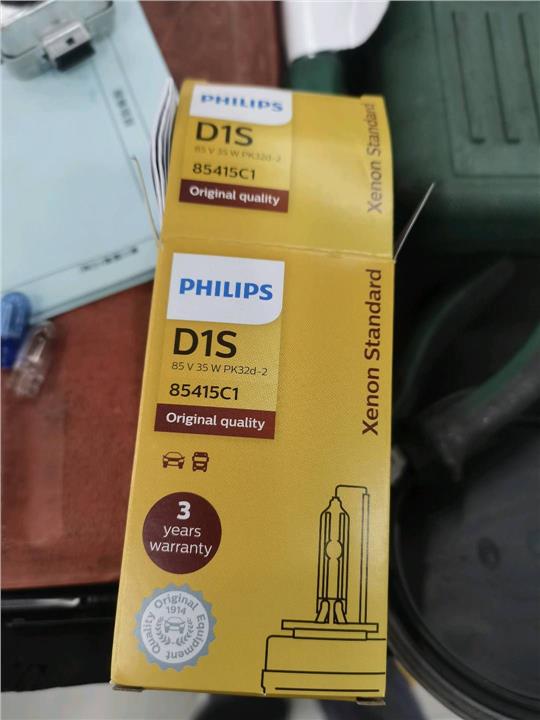 PHILIPS
D1S
85 V 35 W PK32d-2
85415C1
Original quality
Xenon Standard
PHILIPS
D1S
85 V 35 W PK32d-2
85415C1
Original quality
Xenon Standard
3
years
warranty
Original
1914
Quality
Equipment